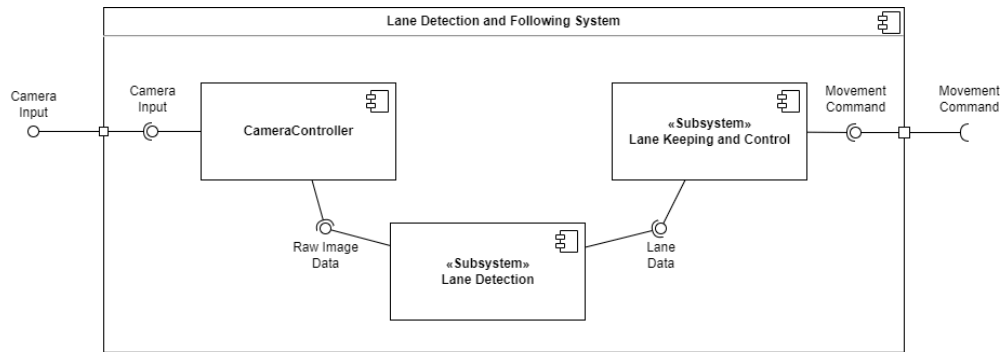 Lane Detection and Following System
Camera
Input
Camera
Input
CameraController
«Subsystem»
Lane Keeping and Control
Movement
Command
Movement
Command
Raw Image
Data
«Subsystem»
Lane Detection
Lane
Data